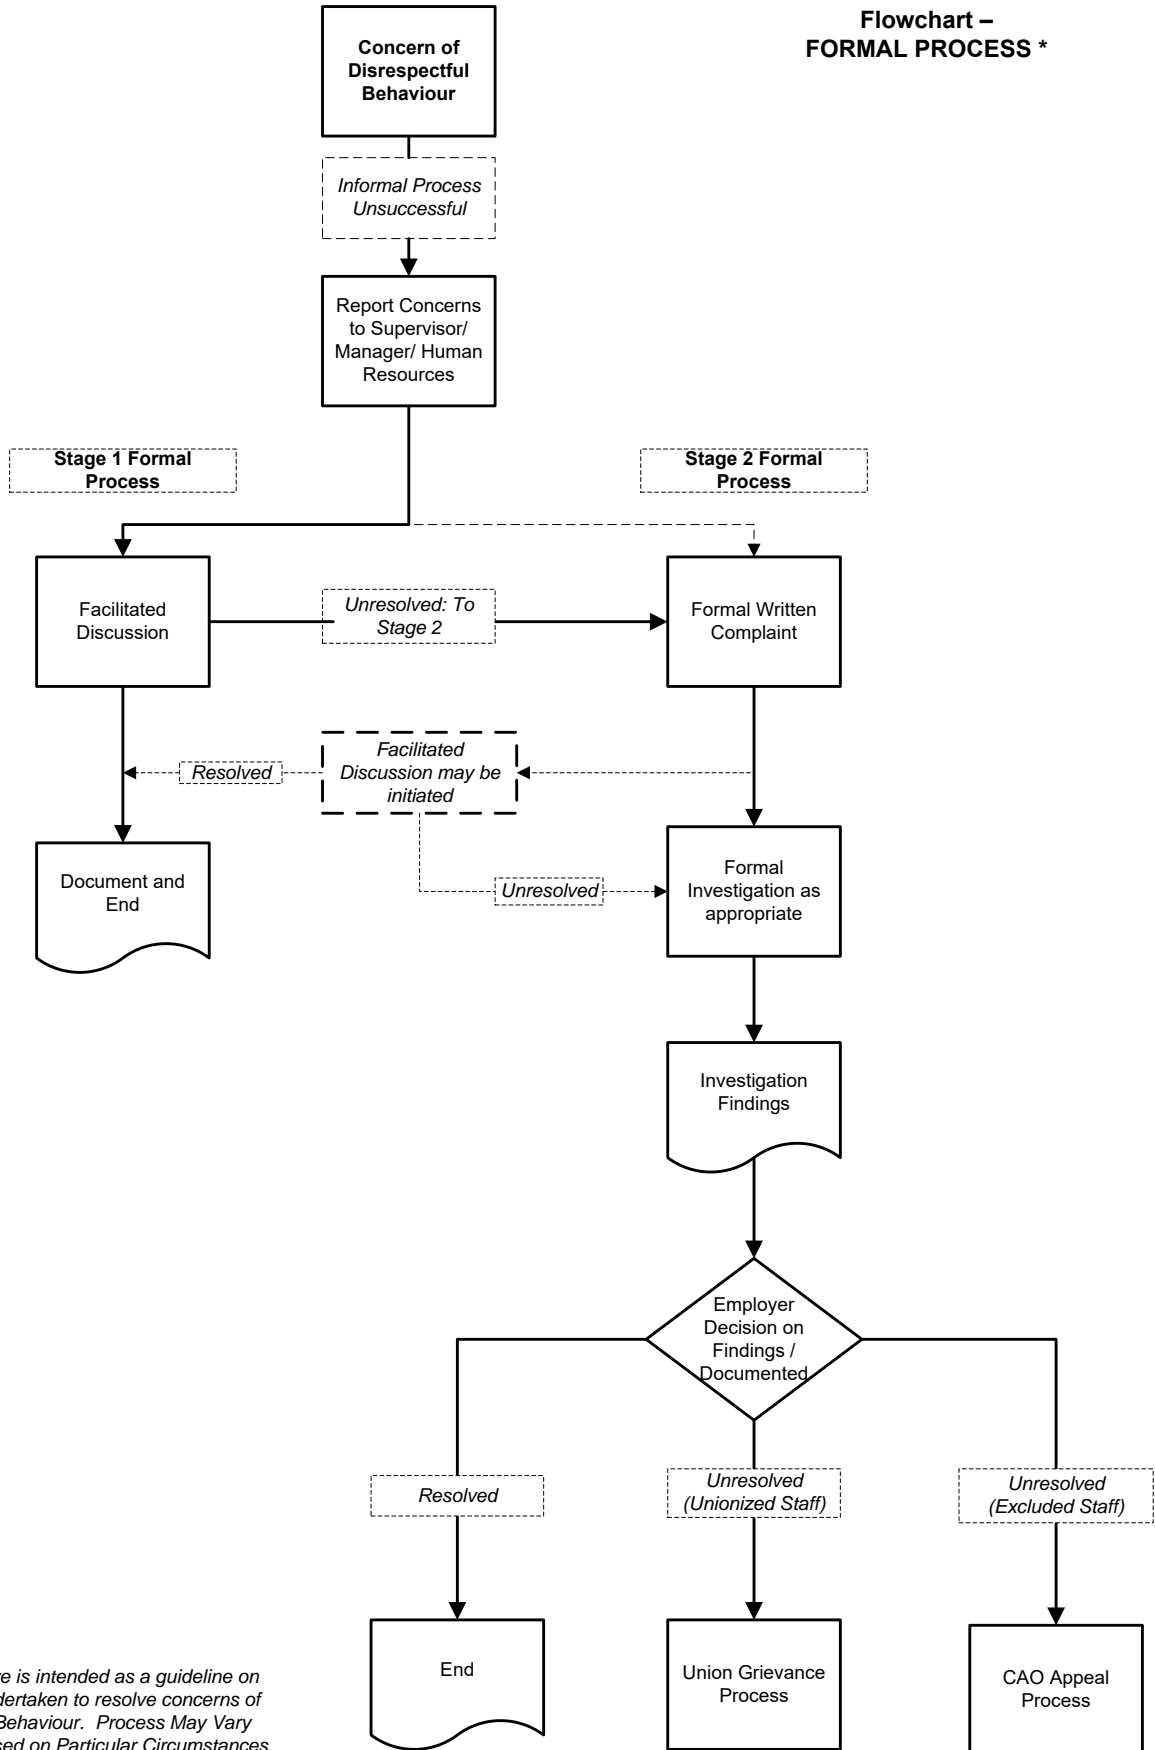 Flowchart –
FORMAL PROCESS *
Concern of
Disrespectful
Behaviour
Informal Process
Unsuccessful
Report Concerns
to Supervisor/
Manager/ Human
Resources
Stage 1 Formal
Process
Stage 2 Formal
Process
Facilitated
Discussion
Unresolved: To
Stage 2
Formal Written
Complaint
Facilitated
Discussion may be
initiated
Resolved
Document and
End
Unresolved
Formal
Investigation as
appropriate
Investigation
Findings
Employer
Decision on
Findings /
Documented
Resolved
Unresolved
(Unionized Staff)
Unresolved
(Excluded Staff)
End
Union Grievance
Process
CAO Appeal
Process
is intended as a guideline on
to resolve concerns of
Behaviour. Process May Vary
on Particular Circumstances